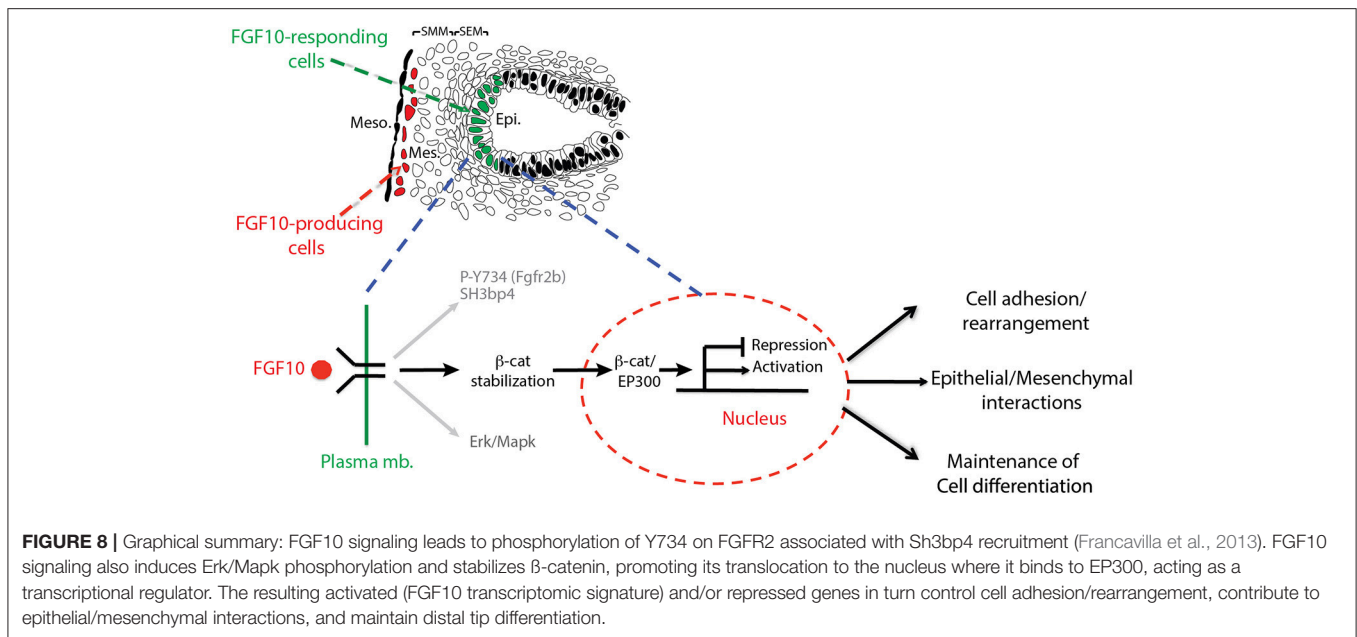 FGF10-responding
cells
SMM
SEM
Meso.
Epi.
Mes.
FGF10-producing
cells
P-Y734 (Fgfr2b)
SH3bp4
FGF10
β-cat
stabilization
β-cat/
EP300
Repression
Activation
Nucleus
Erk/Mapk
Plasma mb.
Cell adhesion/
rearrangement
Epithelial/Mesenchymal
interactions
Maintenance of
Cell differentiation
FIGURE 8 | Graphical summary: FGF10 signaling leads to phosphorylation of Y734 on FGFR2 associated with Sh3bp4 recruitment (Francavilla et al., 2013). FGF10
signaling also induces Erk/Mapk phosphorylation and stabilizes ß-catenin, promoting its translocation to the nucleus where it binds to EP300, acting as a
transcriptional regulator. The resulting activated (FGF10 transcriptomic signature) and/or repressed genes in turn control cell adhesion/rearrangement, contribute to
epithelial/mesenchymal interactions, and maintain distal tip differentiation.